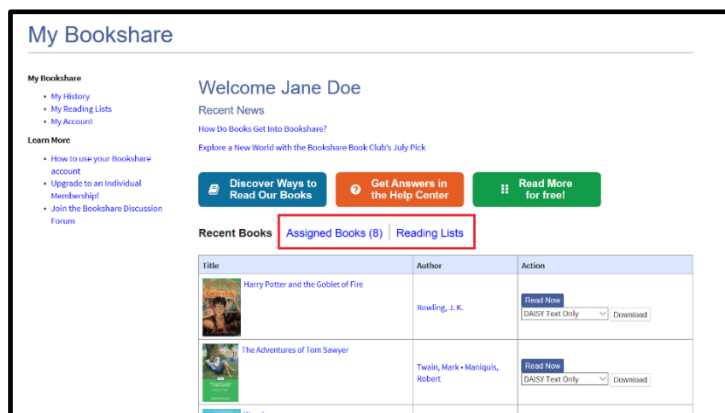 My Bookshare
My Bookshare
• My History
• My Reading Lists
• My Account
Learn More
• How to use your Bookshare
account
• Upgrade to an Individual
Membership!
• Join the Bookshare Discussion
Forum
Welcome Jane Doe
Recent News
How Do Books Get Into Bookshare?
Explore a New World with the Bookshare Book Club's July Pick
Discover Ways to
Read Our Books
Get Answers in
the Help Center
Read More
for free!
Recent Books Assigned Books (8) Reading Lists
Title Author Action
Harry Potter and the Goblet of Fire
Rowling, J. K.
Read Now
DAISY Text Only Download
The Adventures of Tom Sawyer
Twain, Mark • Maniquis,
Robert
Read Now
DAISY Text Only Download